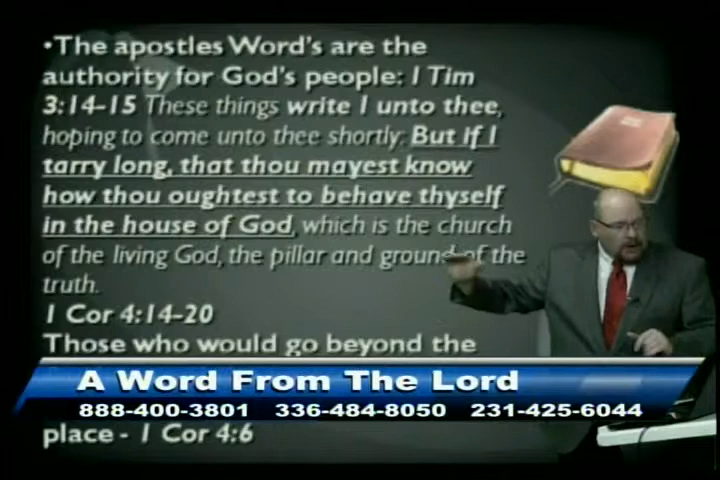 •The apostles Word's are the
authority for God's people: 1 Tim
3:14-15 These things write I unto thee,
hoping to come unto thee shortly: But if I
tarry long, that thou mayest know
how thou oughtest to behave thyself
in the house of God, which is the church
of the living God, the pillar and ground of the
truth.
1 Cor 4:14-20
Those who would go beyond the
A Word From The Lord
888-400-3801 336-484-8050 231-425-6044
place - 1 Cor 4:6